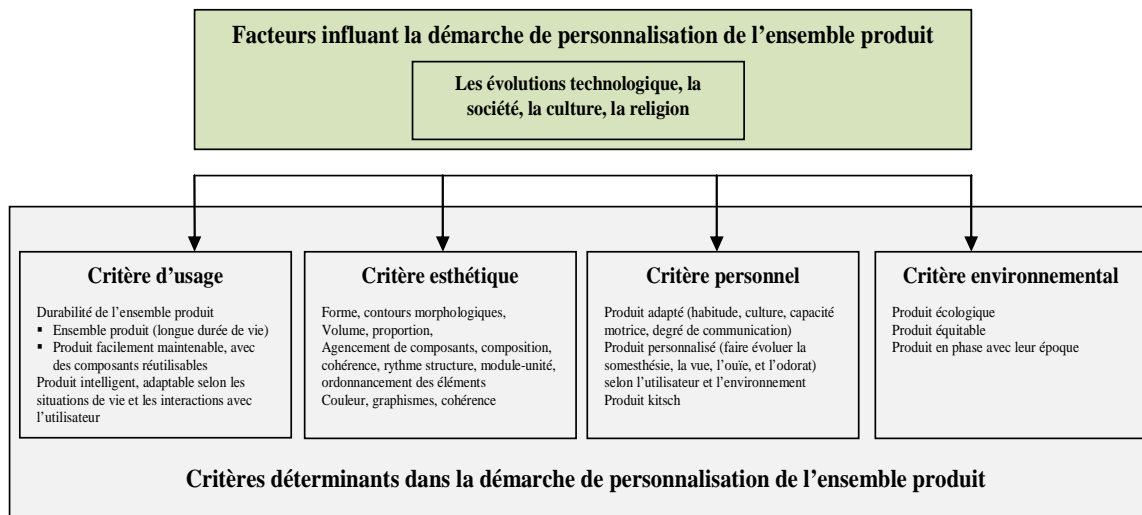 Facteurs influant la démarche de personnalisation de l’ensemble produit
Les évolutions technologique, la
société, la culture, la religion
Critère d’usage
Durabilité de l’ensemble produit
▪ Ensemble produit (longue durée de vie)
▪ Produit facilement maintenable, avec
des composants réutilisables
Produit intelligent, adaptable selon les
situations de vie et les interactions avec
l’utilisateur
Critère esthétique
Forme, contours morphologiques,
Volume, proportion,
Agencement de composants, composition,
cohérence, rythme structure, module-unité,
ordonnancement des éléments
Couleur, graphismes, cohérence
Critère personnel
Produit adapté (habitude, culture, capacité
motrice, degré de communication)
Produit personnalisé (faire évoluer la
somesthésie, la vue, l’ouïe, et l’odorat)
selon l’utilisateur et l’environnement
Produit kitsch
Critère environnemental
Produit écologique
Produit équitable
Produit en phase avec leur époque
Critères déterminants dans la démarche de personnalisation de l’ensemble produit